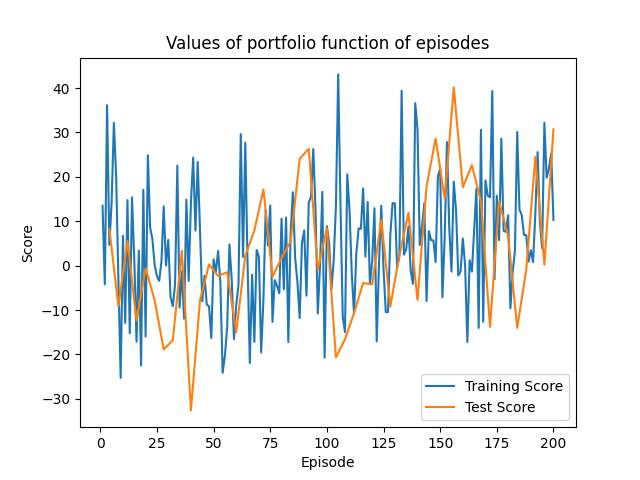 Values of portfolio function of episodes
40
30
20
10
0
−10
−20
−30
Score
Training Score
Test Score
0 25 50 75 100 125 150 175 200
Episode